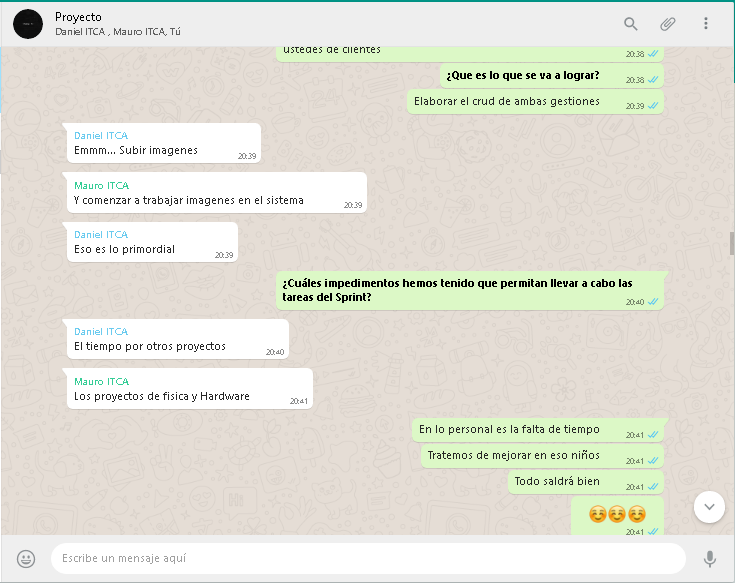 Proyecto
Daniel ITCA , Mauro ITCA, Tú
ustedes de clientes
20:38
¿Que es lo que se va a lograr?
20:38
Elaborar el crud de ambas gestiones
20:39
Daniel ITCA
Emmm... Subir imagenes
20:39
Mauro ITCA
Y comenzar a trabajar imagenes en el sistema
20:39
Daniel ITCA
Eso es lo primordial
20:39
¿Cuáles impedimentos hemos tenido que permitan llevar a cabo las
tareas del Sprint?
20:40
Daniel ITCA
El tiempo por otros proyectos
20:40
Mauro ITCA
Los proyectos de fisica y Hardware
20:41
En lo personal es la falta de tiempo
20:41
Tratemos de mejorar en eso niños
20:41
Todo saldrá bien
20:41
☺️☺️☺️
20:41
Escribe un mensaje aquí